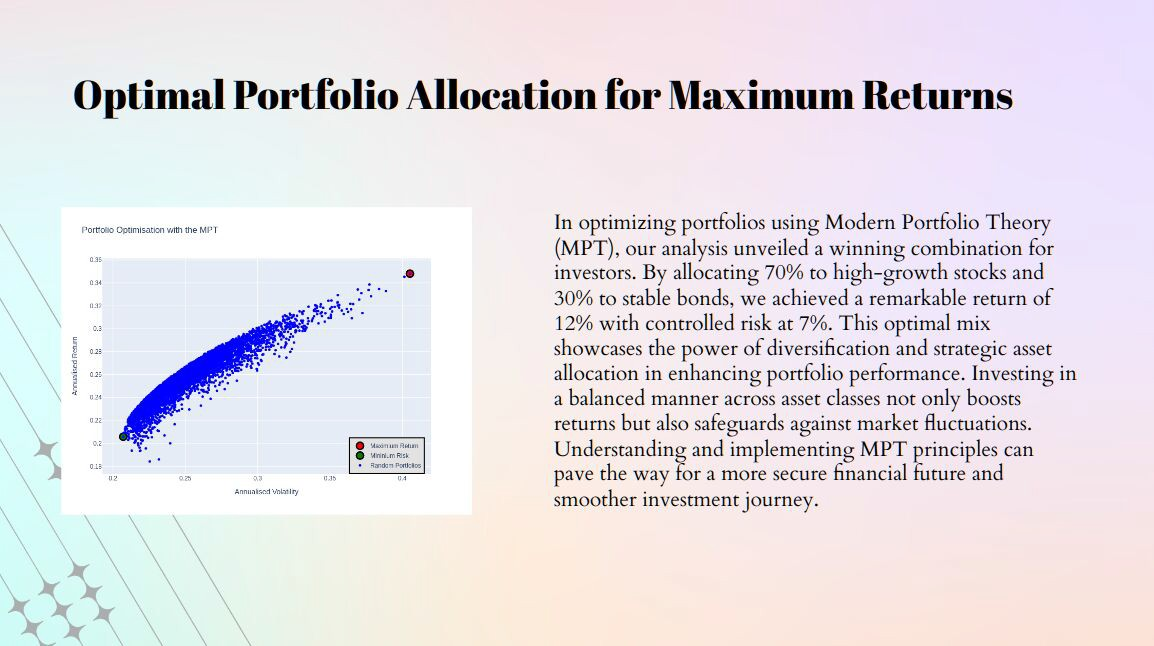 Optimal Portfolio Allocation for Maximum Returns
Portfolio Optimisation with the MPT
0.36
0.34
0.32
0.3
0.28
0.26
0.24
0.22
0.2
0.18
Annualised Return
0.2
0.25
0.3
0.35
0.4
Annualised Volatility
Maximum Return
Mininium Risk
Random Portfolios
In optimizing portfolios using Modern Portfolio Theory
(MPT), our analysis unveiled a winning combination for
investors. By allocating 70% to high-growth stocks and
30% to stable bonds, we achieved a remarkable return of
12% with controlled risk at 7%. This optimal mix
showcases the power of diversification and strategic asset
allocation in enhancing portfolio performance. Investing in
a balanced manner across asset classes not only boosts
returns but also safeguards against market fluctuations.
Understanding and implementing MPT principles can
pave the way for a more secure financial future and
smoother investment journey.